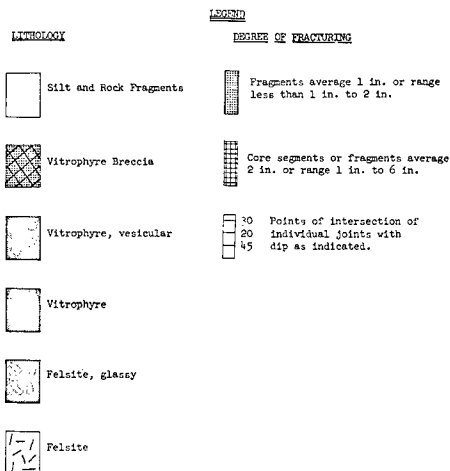 LEGEND
LITHOLOGY
DEGREE OF FRACTURING
Silt and Rock Fragments
Fragments average 1 in. or range
less than 1 in. to 2 in.
Vitrophyre Breccia
Core segments or fragments average
2 in. or range 1 in. to 6 in.
Vitrophyre, vesicular
30 Points of intersection of
20 individual joints with
45 dip as indicated.
Vitrophyre
Felsite, glassy
Felsite